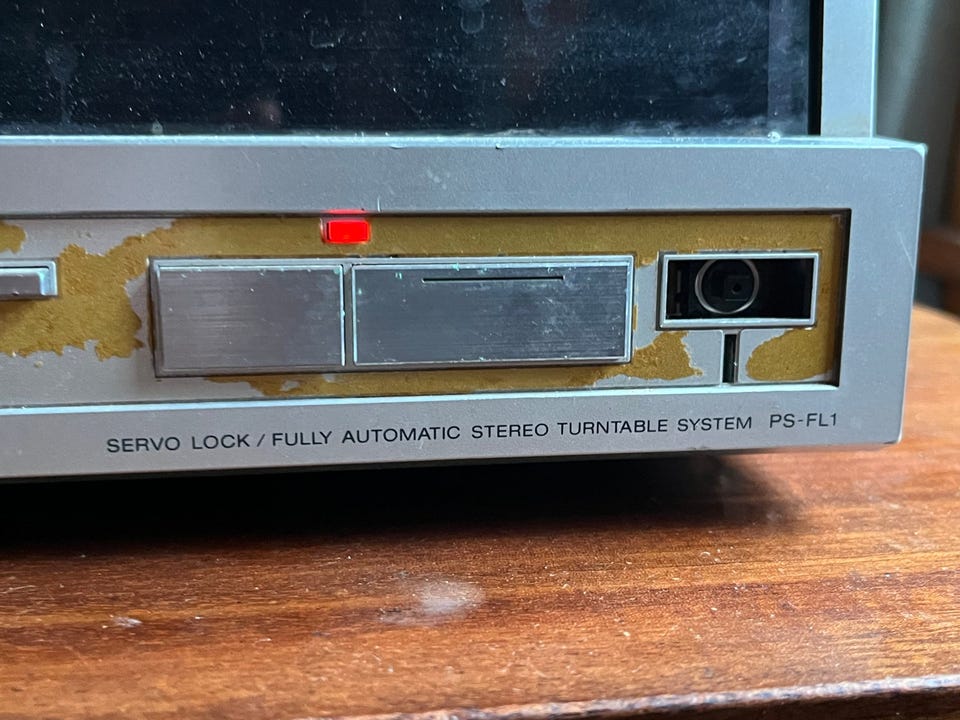 SERVO LOCK / FULLY AUTOMATIC STEREO TURNTABLE SYSTEM PS-FL1